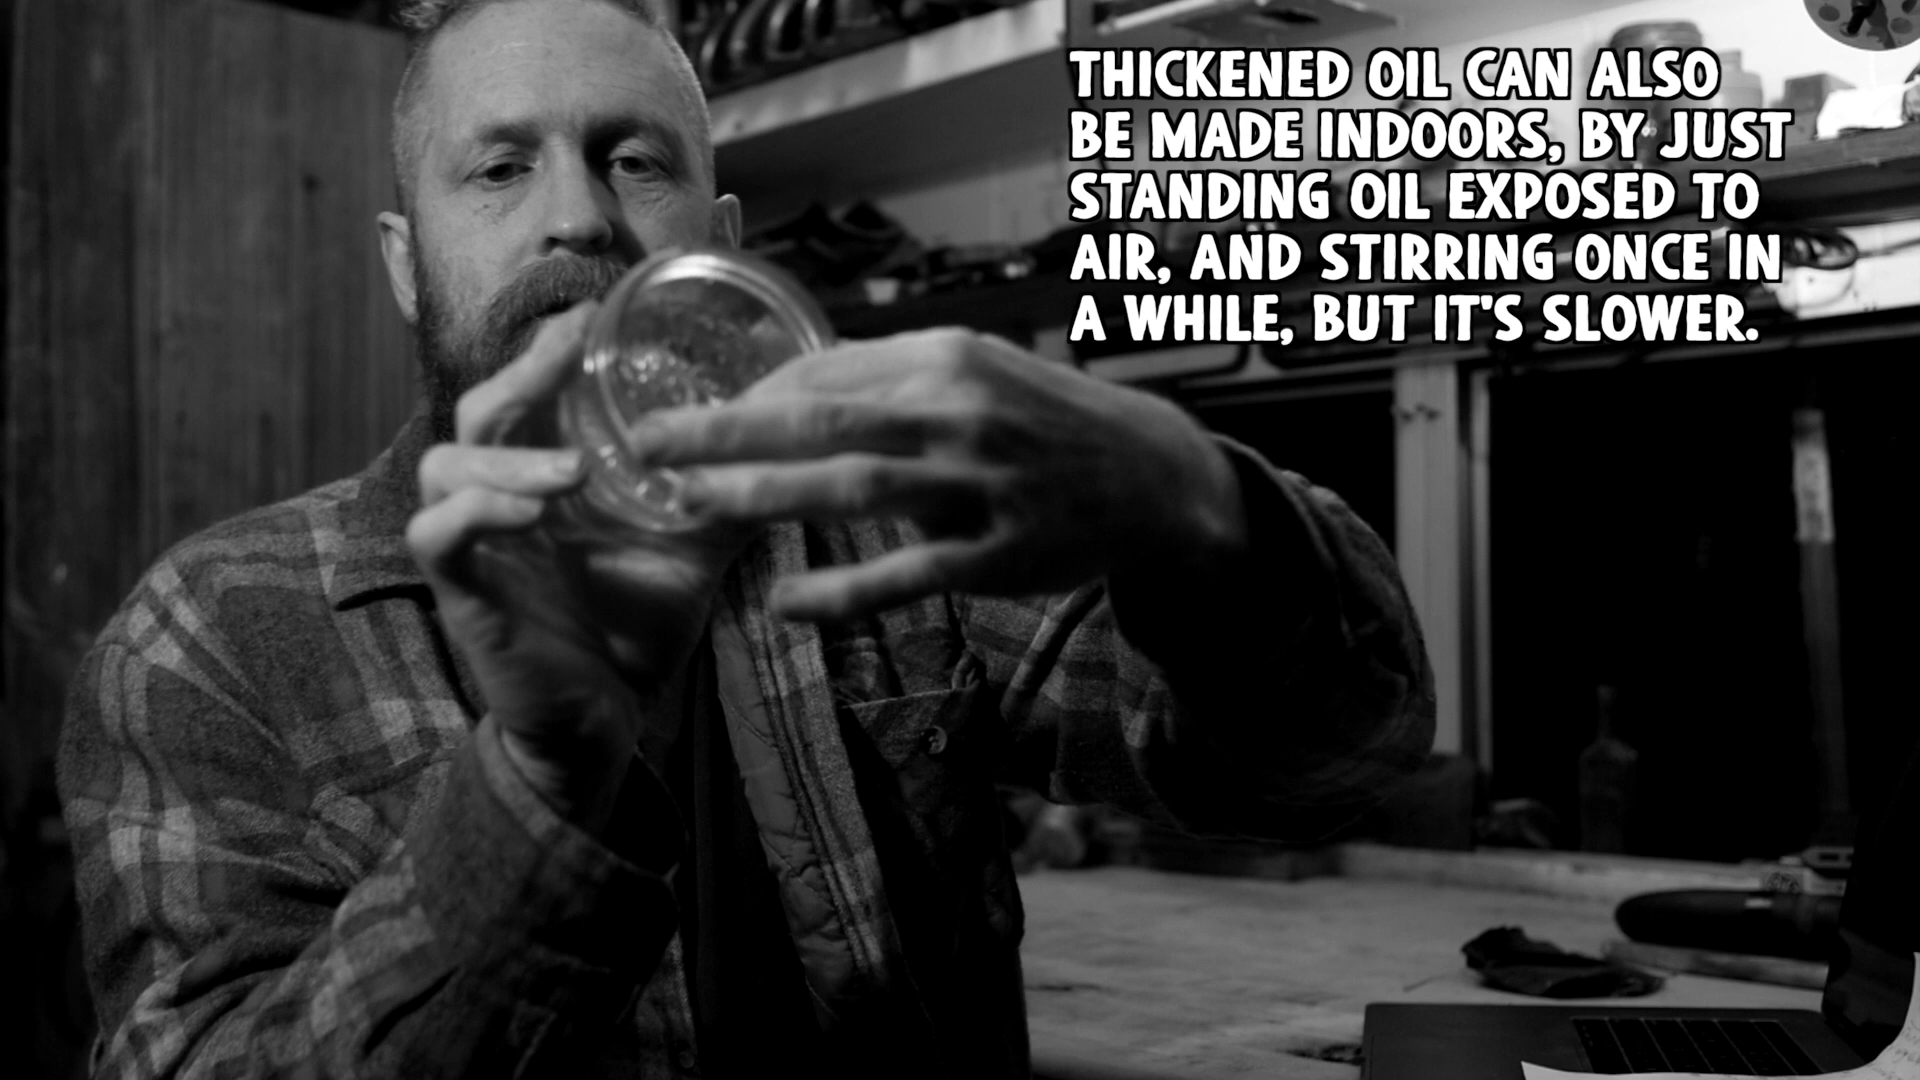 THICKENED OIL CAN ALSO
BE MADE INDOORS, BY JUST
STANDING OIL EXPOSED TO
AIR, AND STIRRING ONCE IN
A WHILE, BUT IT'S SLOWER.